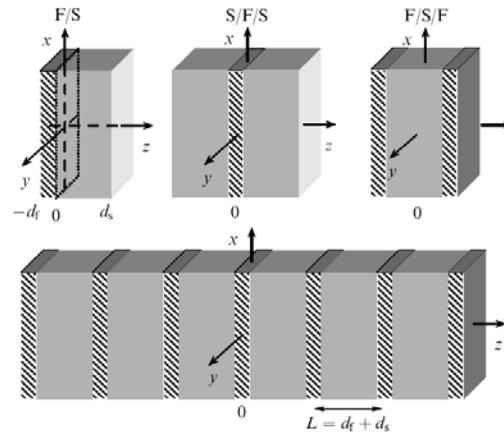 F/S
S/F/S
F/S/F
x
x
x
z
y
y
y
−d_f 0 d_s
0
0
x
z
y
0
L = d_f + d_s